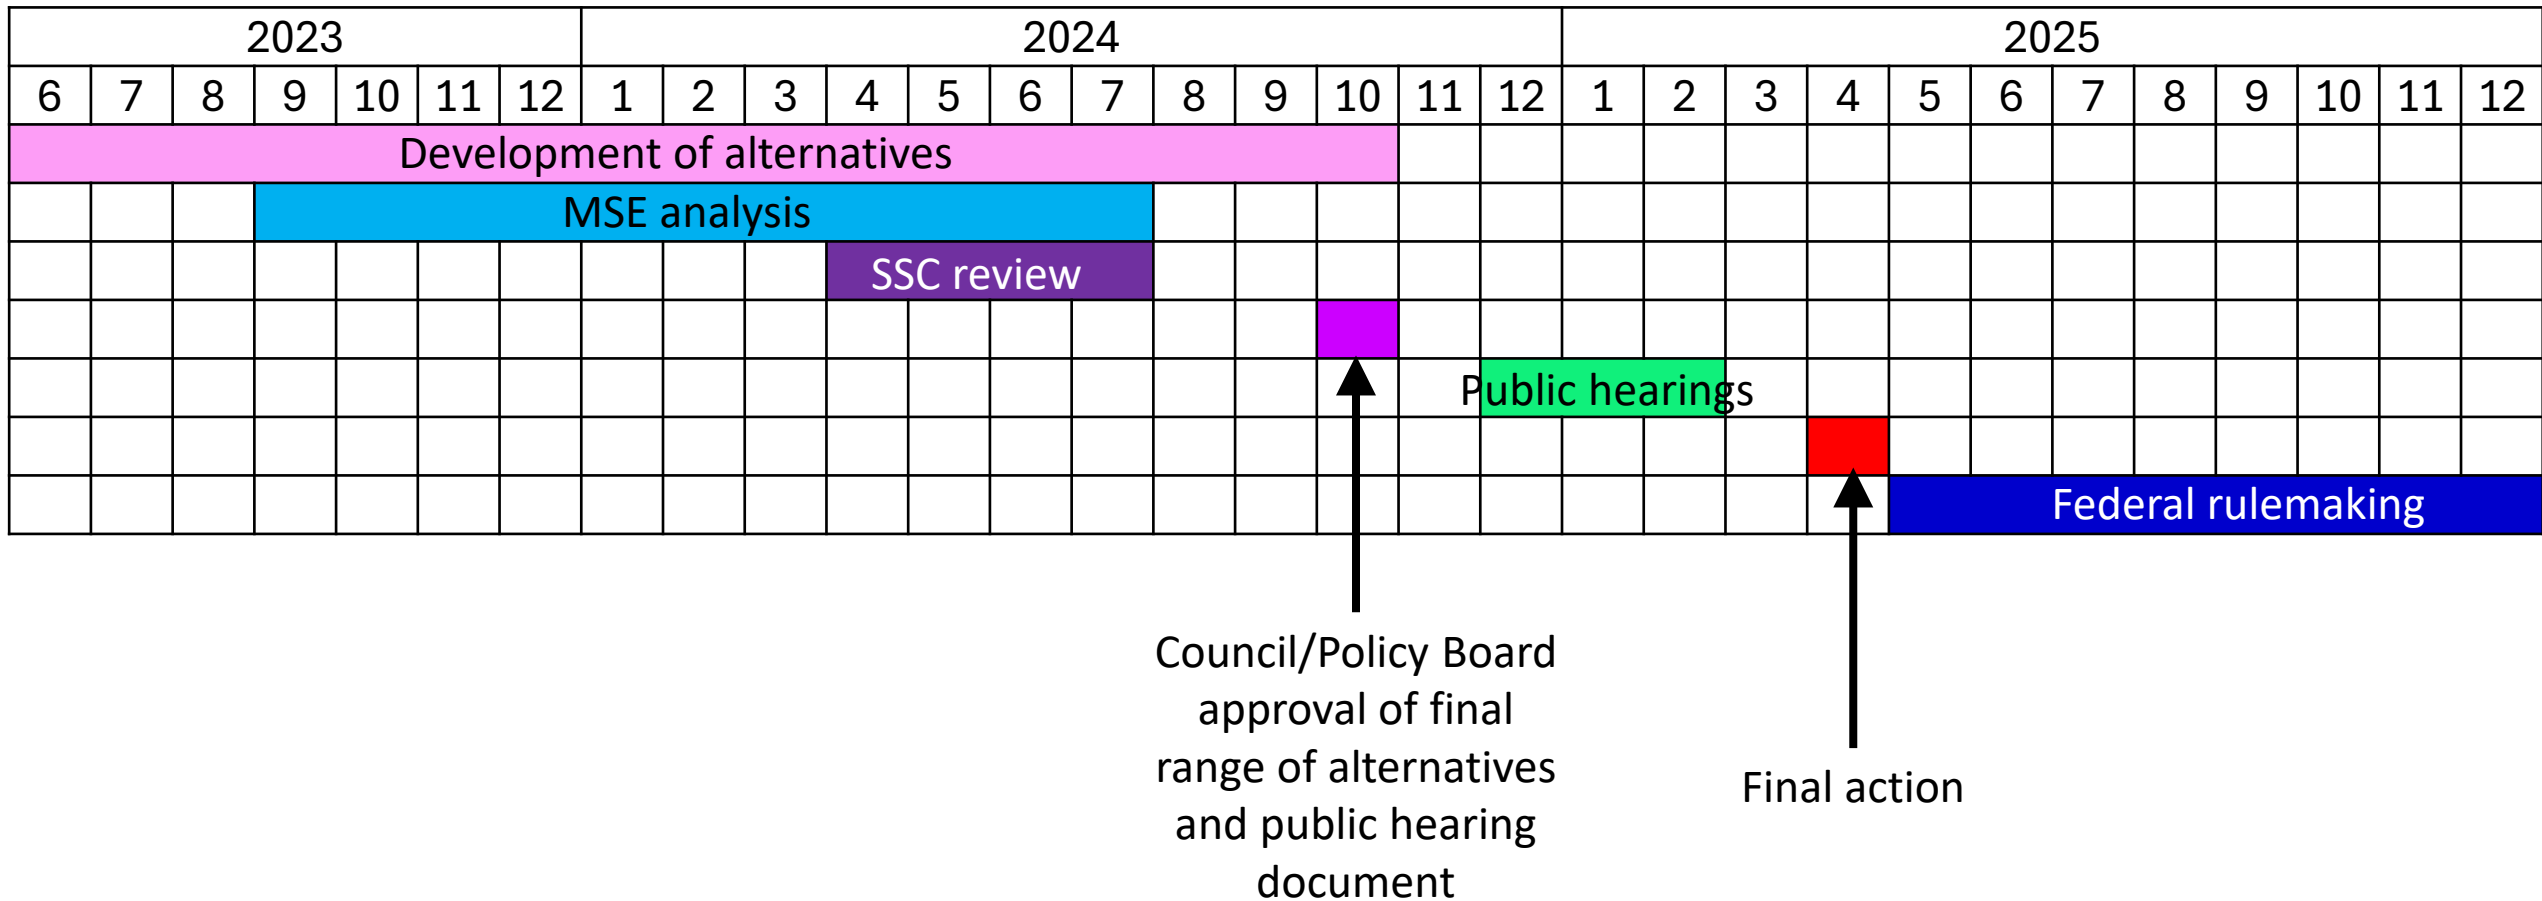 2023 2024 2025
6 7 8 9 10 11 12 1 2 3 4 5 6 7 8 9 10 11 12 1 2 3 4 5 6 7 8 9 10 11 12
Development of alternatives
MSE analysis
SSC review
Public hearings
Federal rulemaking
Council/Policy Board
approval of final
range of alternatives
and public hearing
document
Final action